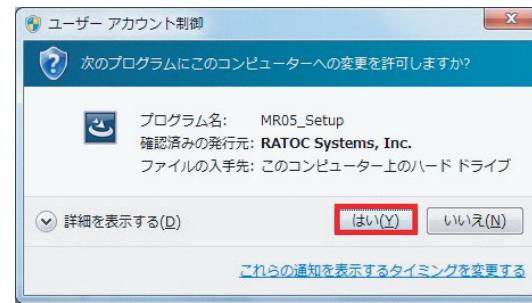 ユーザー アカウント制御
次のプログラムにこのコンピューターへの変更を許可しますか?
プログラム名: MR05_Setup
確認済みの発行元: RATOC Systems, Inc.
ファイルの入手先: このコンピューター上のハード ドライブ
詳細を表示する(D) はい(Y) いいえ(N)
これらの通知を表示するタイミングを変更する